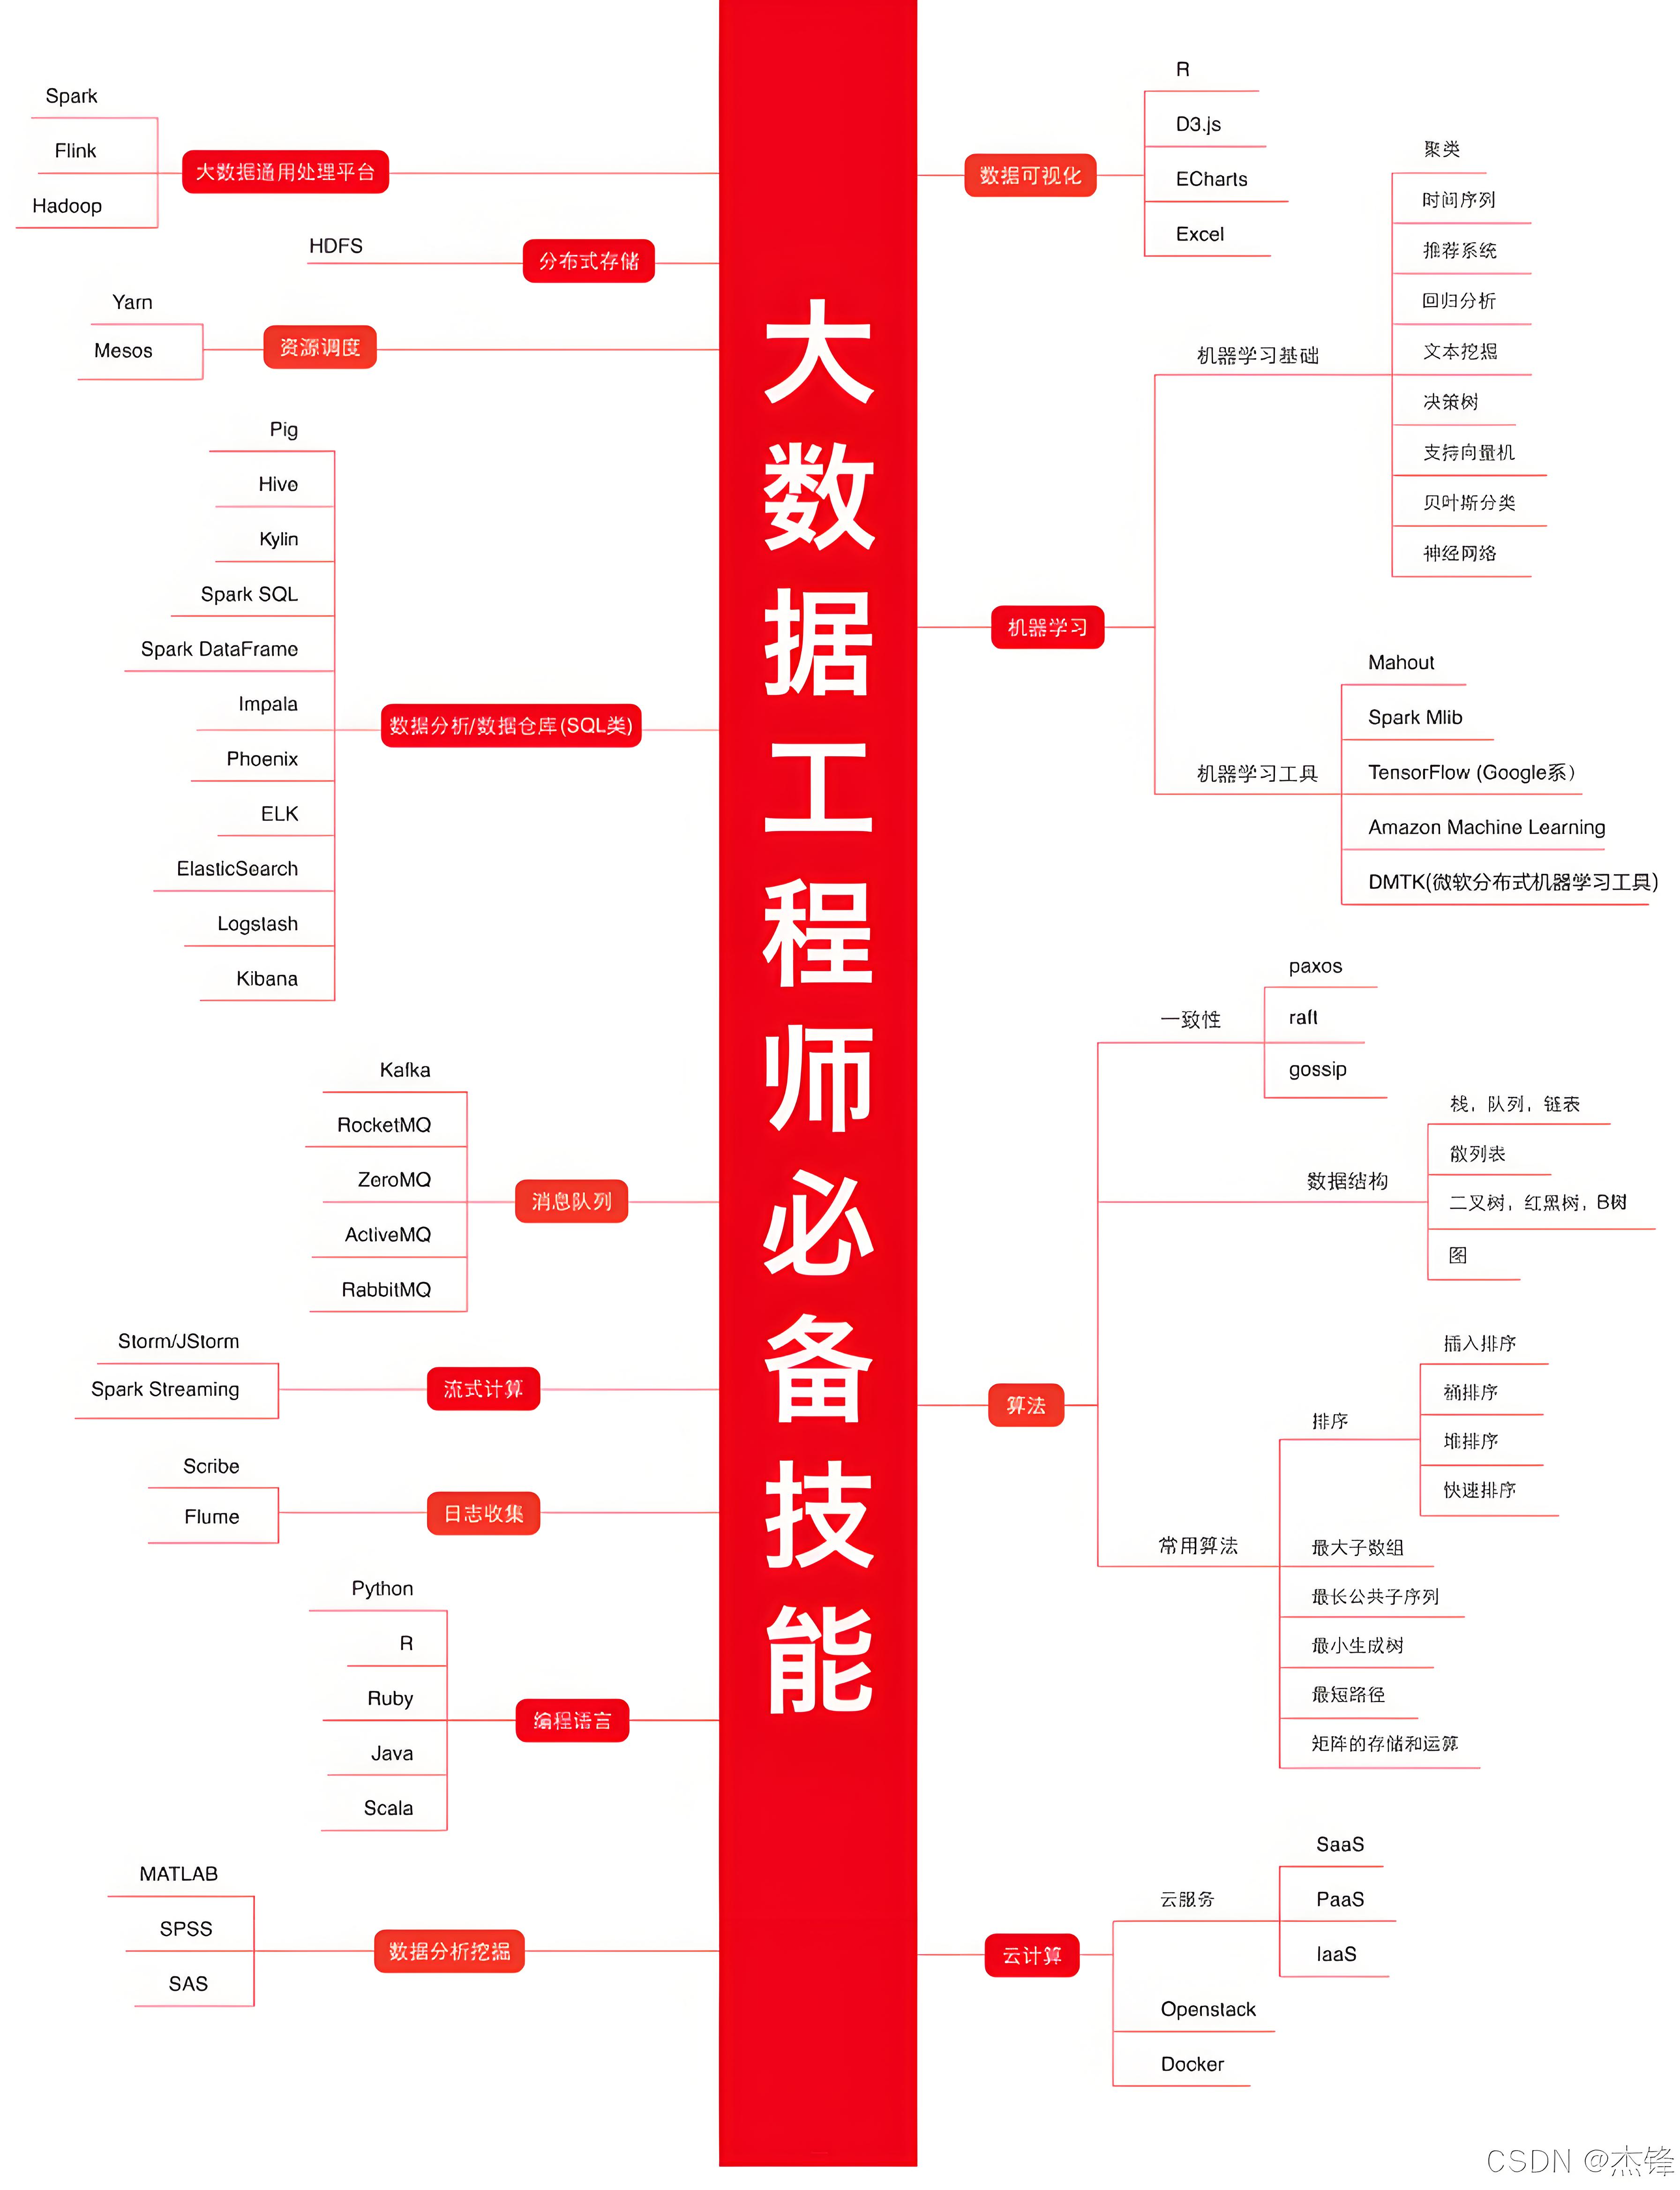 大数据工程师必备技能
Spark
Flink
Hadoop
大数据通用处理平台
HDFS
分布式存储
Yarn
Mesos
资源调度
Pig
Hive
Kylin
Spark SQL
Spark DataFrame
Impala
Phoenix
ELK
ElasticSearch
Logstash
Kibana
数据分析/数据仓库(SQL类)
Kafka
RocketMQ
ZeroMQ
ActiveMQ
RabbitMQ
消息队列
Storm/JStorm
Spark Streaming
流式计算
Scribe
Flume
日志收集
Python
R
Ruby
Java
Scala
编程语言
MATLAB
SPSS
SAS
数据分析挖掘
数据可视化
R
D3.js
ECharts
Excel
机器学习
机器学习基础
聚类
时间序列
推荐系统
回归分析
文本挖掘
决策树
支持向量机
贝叶斯分类
神经网络
机器学习工具
Mahout
Spark Mlib
TensorFlow (Google系）
Amazon Machine Learning
DMTK(微软分布式机器学习工具)
算法
一致性
paxos
raft
gossip
数据结构
栈，队列，链表
散列表
二叉树，红黑树，B树
图
常用算法
排序
插入排序
桶排序
堆排序
快速排序
最大子数组
最长公共子序列
最小生成树
最短路径
矩阵的存储和运算
云计算
云服务
SaaS
PaaS
IaaS
Openstack
Docker
CSDN @杰锋